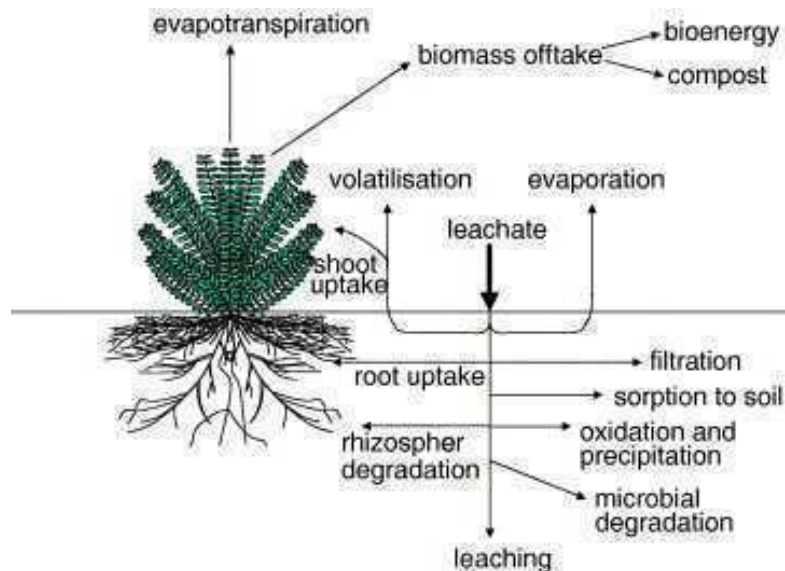 evapotranspiration
biomass offtake
bioenergy
compost
volatilisation
evaporation
leachate
shoot
uptake
root uptake
filtration
sorption to soil
rhizospher
degradation
oxidation and
precipitation
microbial
degradation
leaching